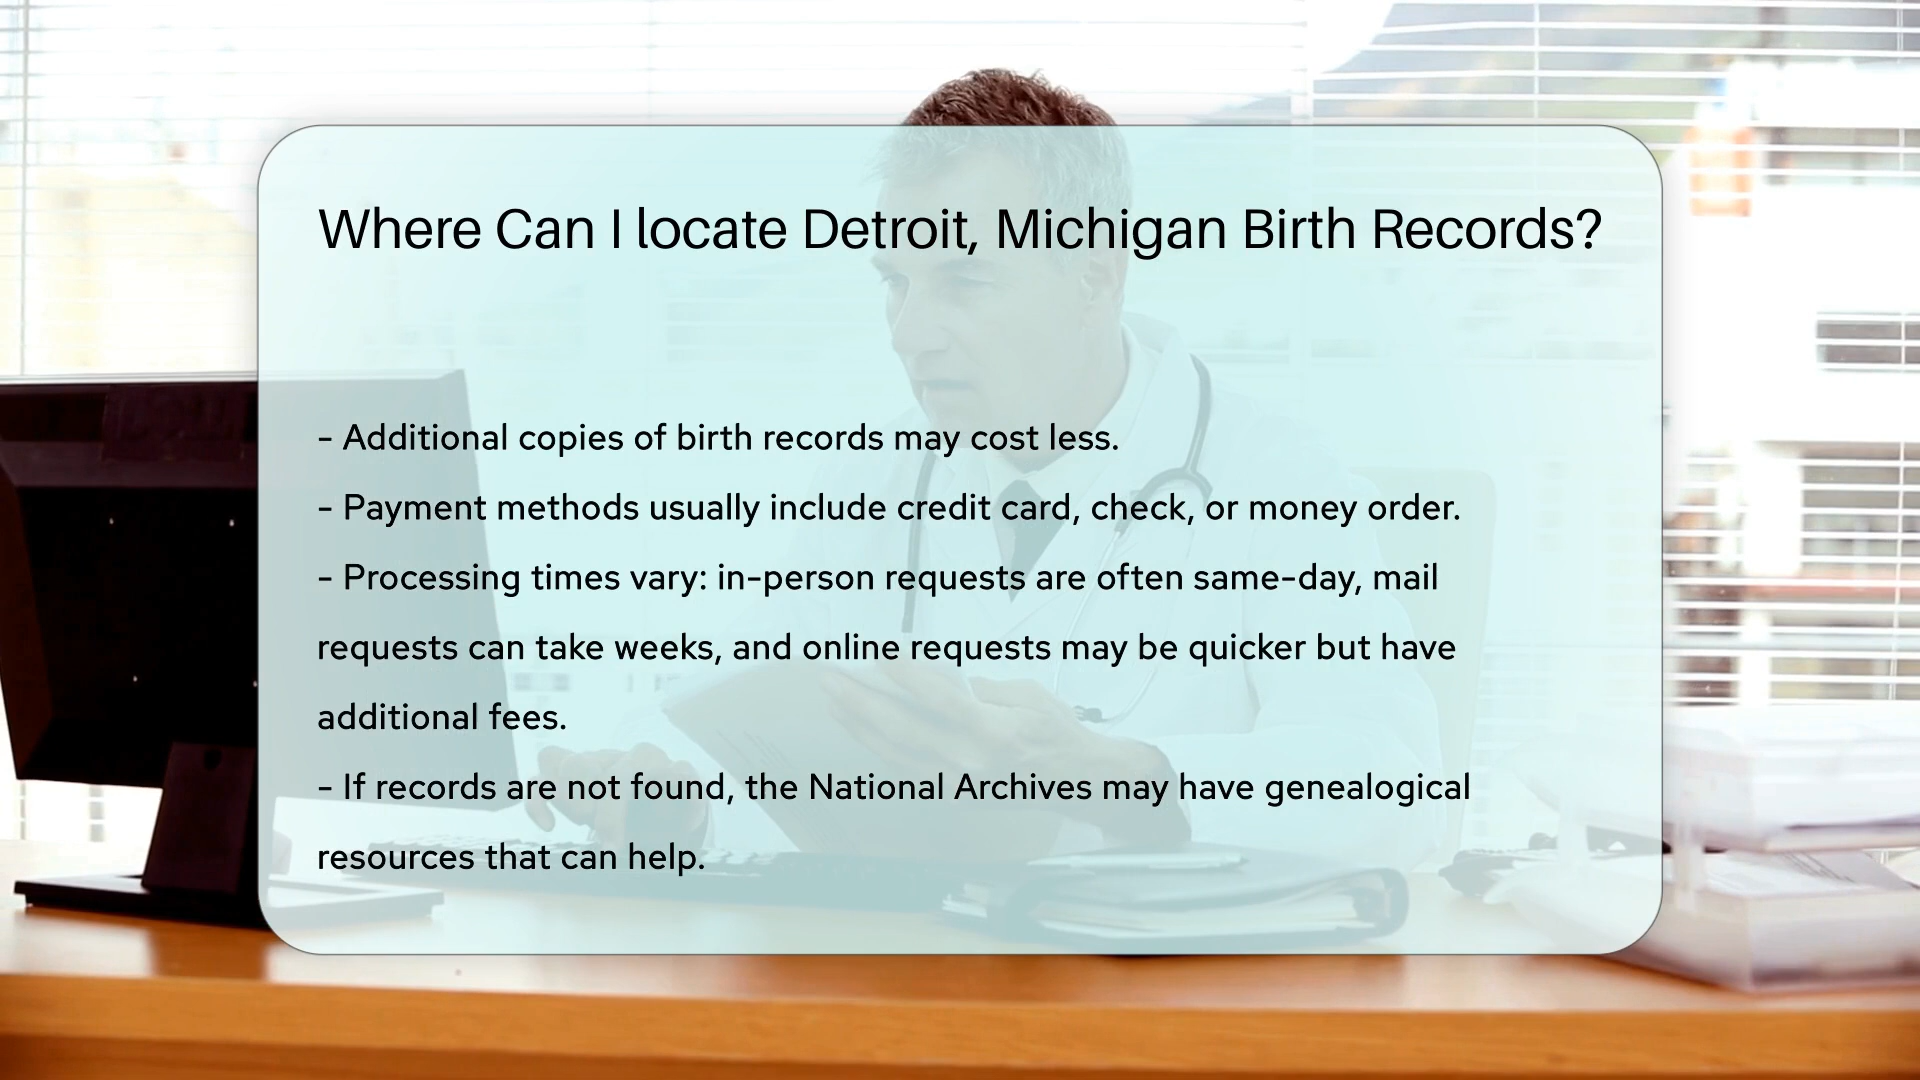 Where Can I locate Detroit, Michigan Birth Records?
- Additional copies of birth records may cost less.
- Payment methods usually include credit card, check, or money order.
- Processing times vary: in-person requests are often same-day, mail
requests can take weeks, and online requests may be quicker but have
additional fees.
- If records are not found, the National Archives may have genealogical
resources that can help.